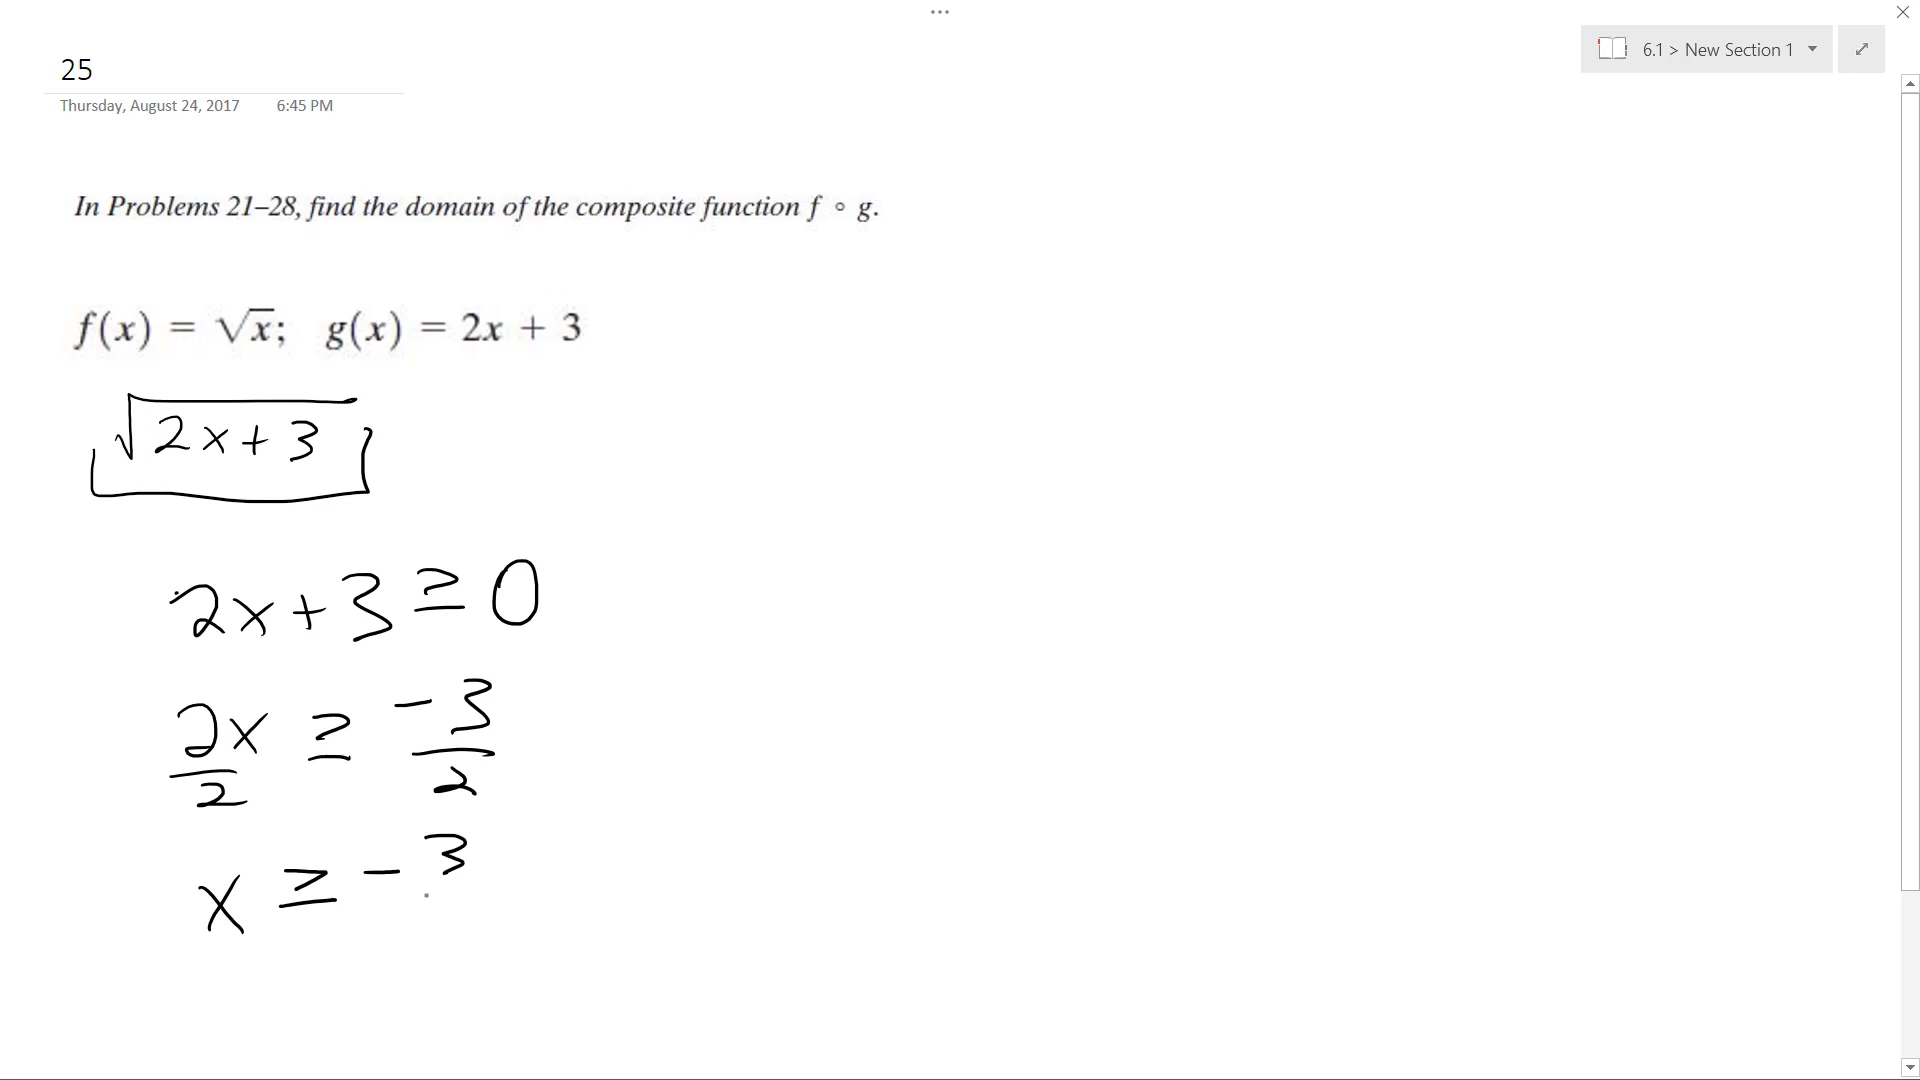 ...
6.1 > New Section 1
25
Thursday, August 24, 2017 6:45 PM
In Problems 21–28, find the domain of the composite function f ∘ g.
f(x) = √x; g(x) = 2x + 3
√2x+3
2x+3 ≥ 0
2x ≥ -3
2 2
x ≥ - 3